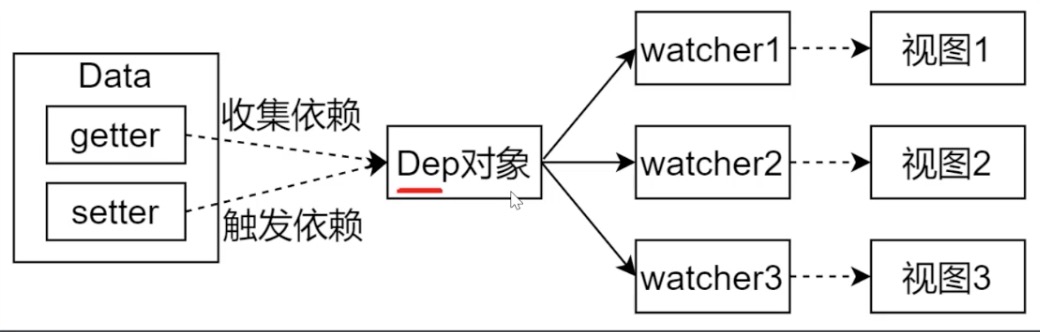 Data
getter
setter
收集依赖
触发依赖
Dep对象
watcher1
视图1
watcher2
视图2
watcher3
视图3